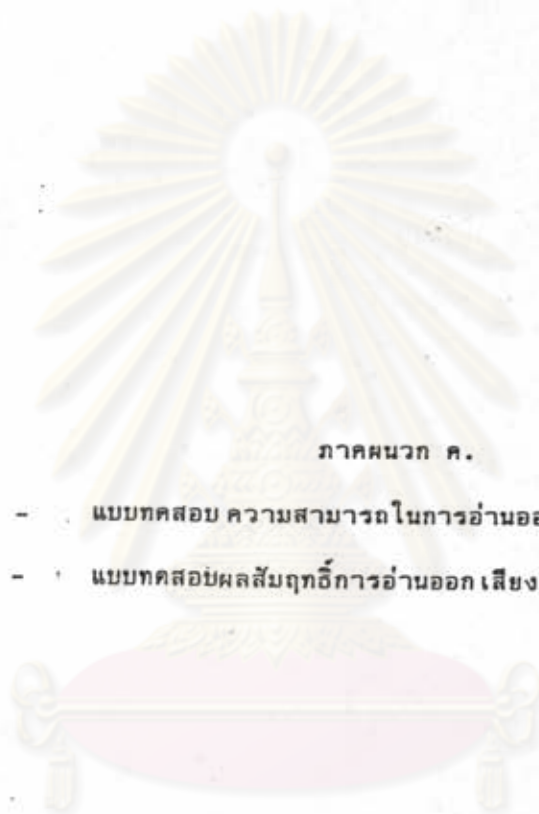 ภาคผนวก ค.
- แบบทดสอบ ความสามารถในการอ่านออ
- แบบทดสอบผลสัมฤทธิ์การอ่านออก เสียง